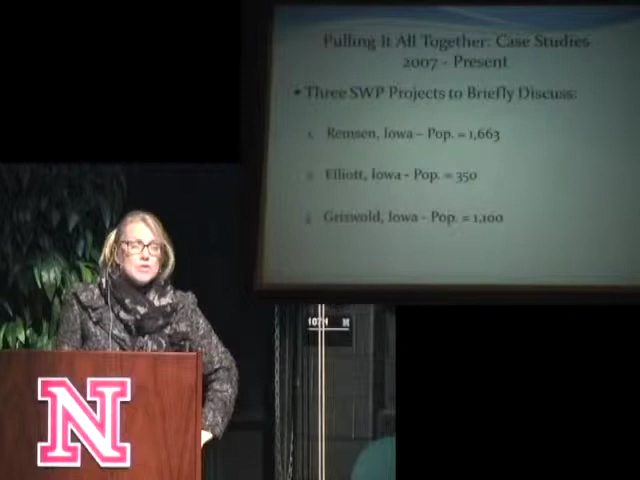 Pulling It All Together: Case Studies
2007 - Present
• Three SWP Projects to Briefly Discuss:
1. Remsen, Iowa – Pop. = 1,663
2. Elliott, Iowa - Pop. = 350
3. Griswold, Iowa - Pop. = 1,100
N